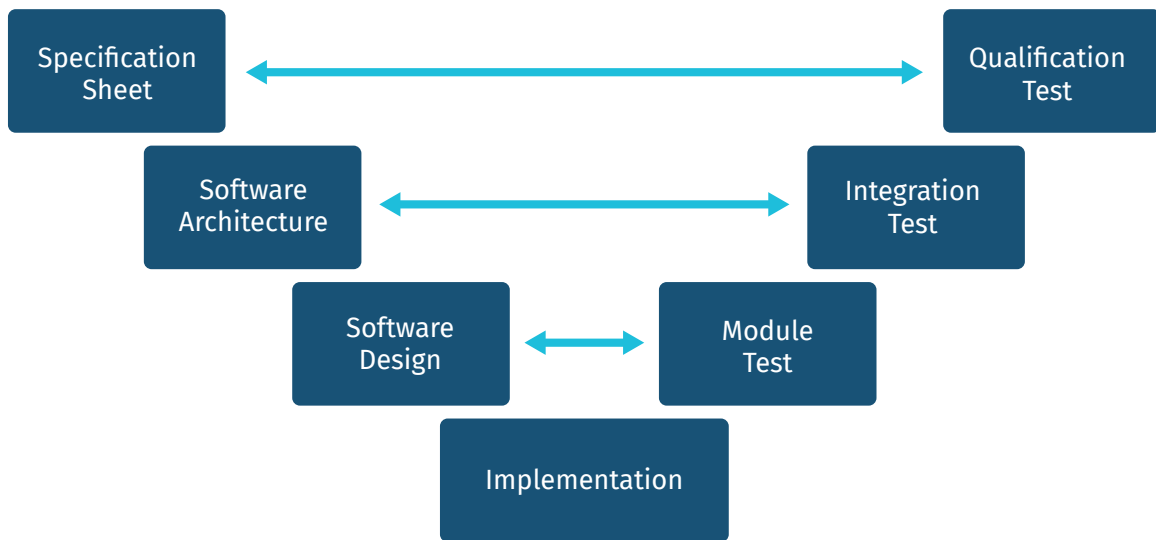 Specification
Sheet
Qualification
Test
Software
Architecture
Integration
Test
Software
Design
Module
Test
Implementation